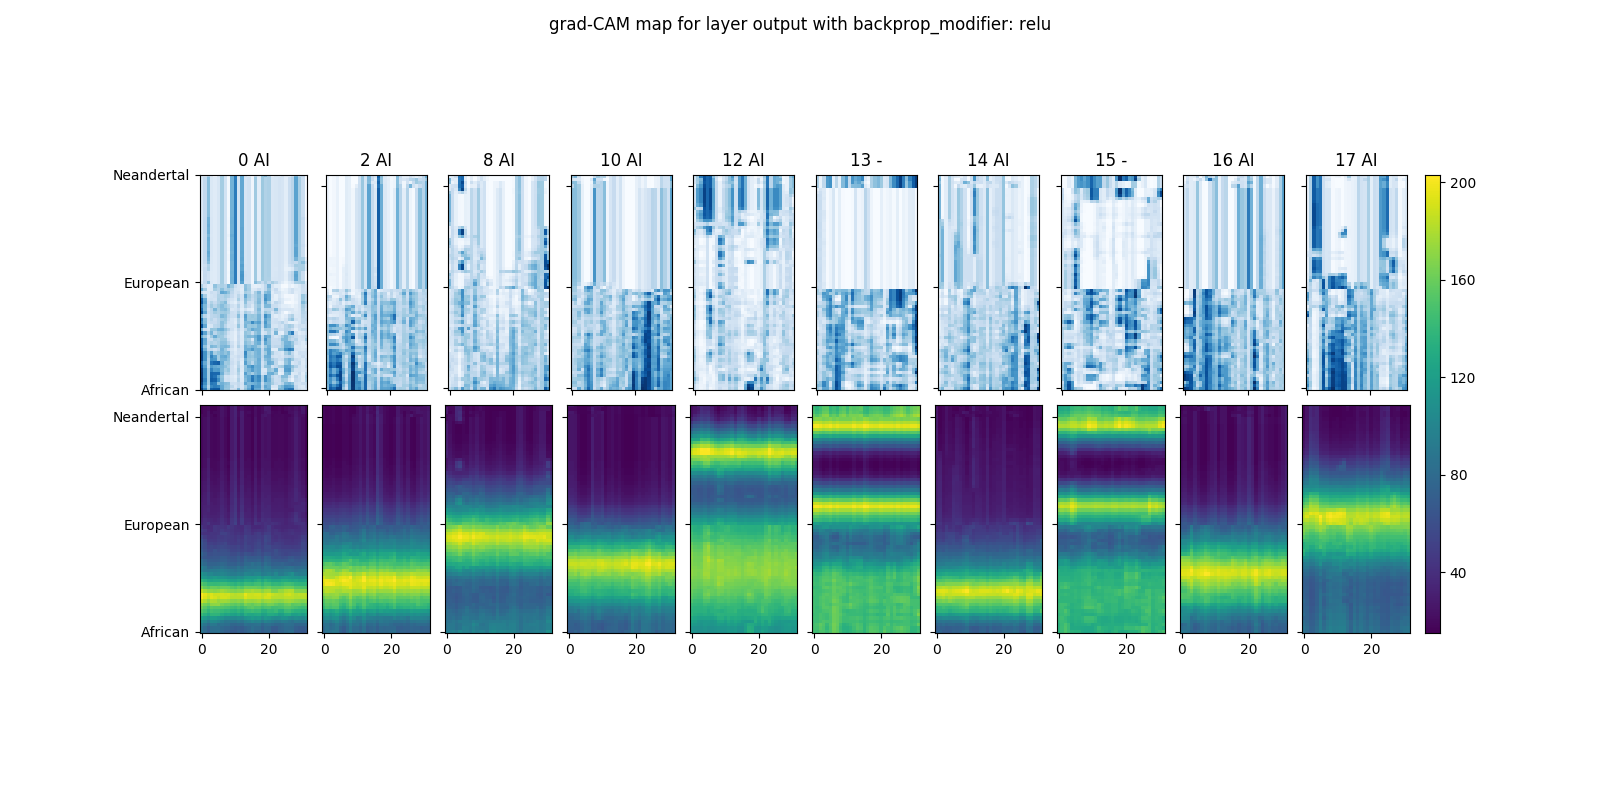 grad-CAM map for layer output with backprop_modifier: relu
0 AI 2 AI 8 AI 10 AI 12 AI 13 - 14 AI 15 - 16 AI 17 AI
Neandertal
European
African
Neandertal
European
African
0 20 0 20 0 20 0 20 0 20 0 20 0 20 0 20 0 20 0 20
200
160
120
80
40